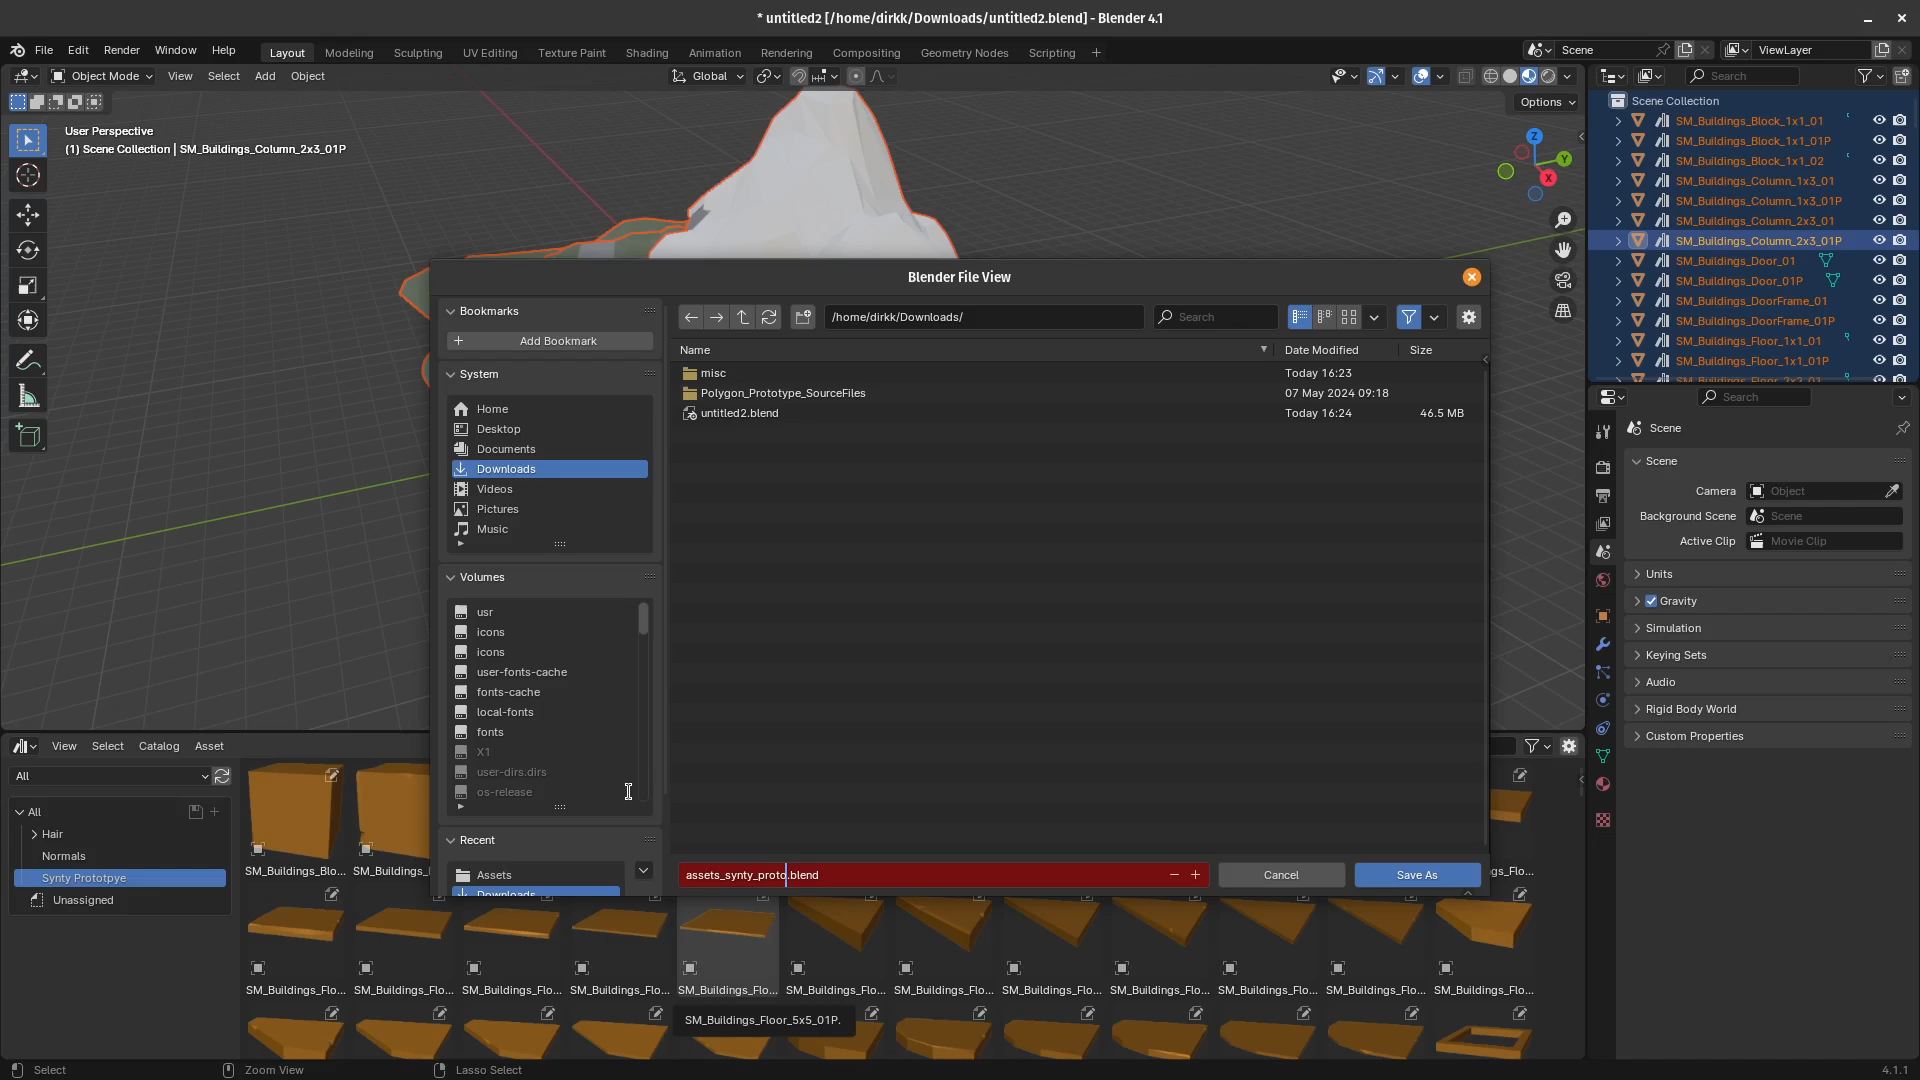 * untitled2 [/home/dirkk/Downloads/untitled2.blend] - Blender 4.1
File Edit Render Window Help Layout Modeling Sculpting UV Editing Texture Paint Shading Animation Rendering Compositing Geometry Nodes Scripting + Scene ViewLayer
Object Mode View Select Add Object Global Search
Options
User Perspective
(1) Scene Collection | SM_Buildings_Column_2x3_01P
Z
Y
X
Scene Collection
SM_Buildings_Block_1x1_01
SM_Buildings_Block_1x1_01P
SM_Buildings_Block_1x1_02
SM_Buildings_Column_1x3_01
SM_Buildings_Column_1x3_01P
SM_Buildings_Column_2x3_01
SM_Buildings_Column_2x3_01P
SM_Buildings_Door_01
SM_Buildings_Door_01P
SM_Buildings_DoorFrame_01
SM_Buildings_DoorFrame_01P
SM_Buildings_Floor_1x1_01
SM_Buildings_Floor_1x1_01P
Search
Scene
Scene
Camera Object
Background Scene Scene
Active Clip Movie Clip
Units
Gravity
Simulation
Keying Sets
Audio
Rigid Body World
Custom Properties
Blender File View
Bookmarks
Add Bookmark
System
Home
Desktop
Documents
Downloads
Videos
Pictures
Music
Volumes
usr
icons
icons
user-fonts-cache
fonts-cache
local-fonts
fonts
X1
user-dirs.dirs
os-release
Recent
Assets
Downloads
/home/dirkk/Downloads/ Search
Name Date Modified Size
misc Today 16:23
Polygon_Prototype_SourceFiles 07 May 2024 09:18
untitled2.blend Today 16:24 46.5 MB
assets_synty_proto.blend Cancel Save As
View Select Catalog Asset
All
All
Hair
Normals
Synty Prototpye
Unassigned
SM_Buildings_Blo... SM_Buildings_
SM_Buildings_Flo... SM_Buildings_Flo... SM_Buildings_Flo... SM_Buildings_Flo... SM_Buildings_Flo... SM_Buildings_Flo... SM_Buildings_Flo... SM_Buildings_Flo... SM_Buildings_Flo... SM_Buildings_Flo... SM_Buildings_Flo... SM_Buildings_Flo...
SM_Buildings_Floor_5x5_01P.
Select Zoom View Lasso Select 4.1.1